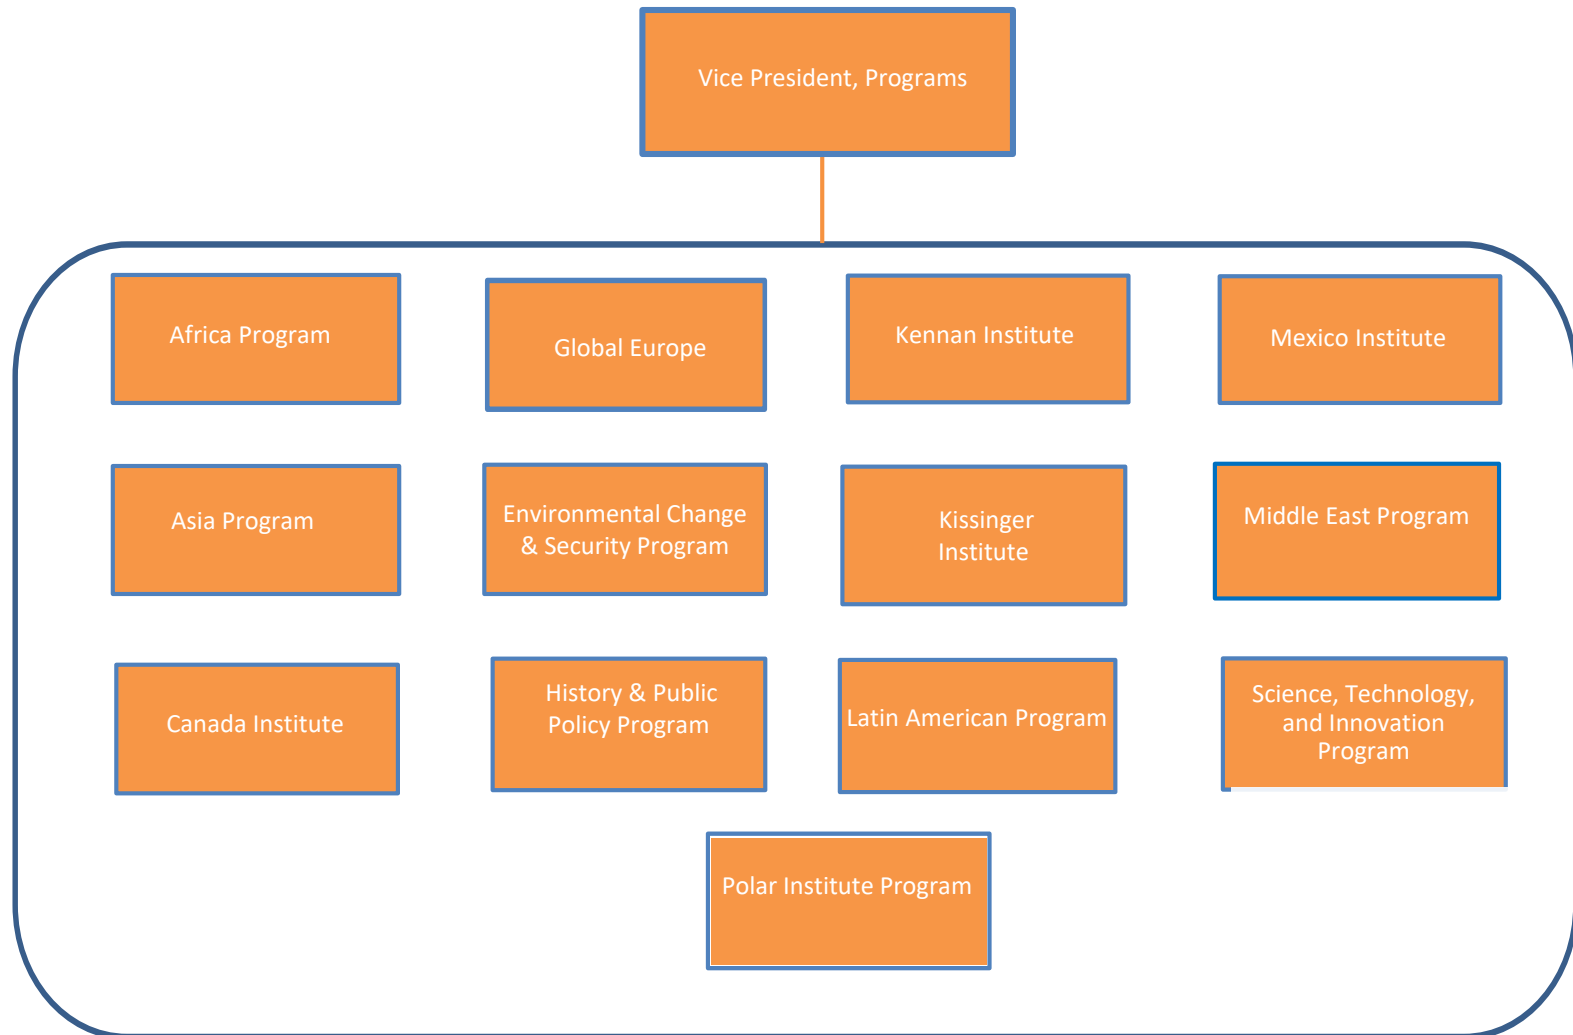 Vice President, Programs
Africa Program
Global Europe
Kennan Institute
Mexico Institute
Asia Program
Environmental Change
& Security Program
Kissinger
Institute
Middle East Program
Canada Institute
History & Public
Policy Program
Latin American Program
Science, Technology,
and Innovation
Program
Polar Institute Program